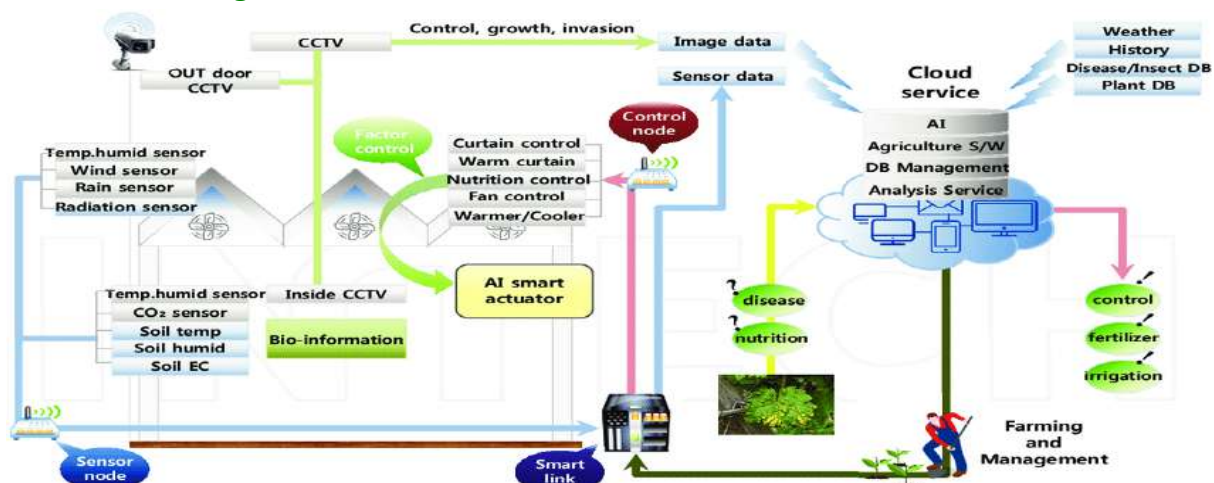 CCTV
Control, growth, invasion
Image data
Sensor data
OUT door
CCTV
Weather
History
Disease/Insect DB
Plant DB
Cloud
service
AI
Agriculture S/W
DB Management
Analysis Service
Temp.humid sensor
Wind sensor
Rain sensor
Radiation sensor
Factor
control
Control
node
Curtain control
Warm curtain
Nutrition control
Fan control
Warmer/Cooler
AI smart
actuator
Temp.humid sensor
CO₂ sensor
Soil temp
Soil humid
Soil EC
Inside CCTV
Bio-information
?
disease
?
nutrition
!
control
!
fertilizer
!
irrigation
Sensor
node
Smart
link
Farming
and
Management